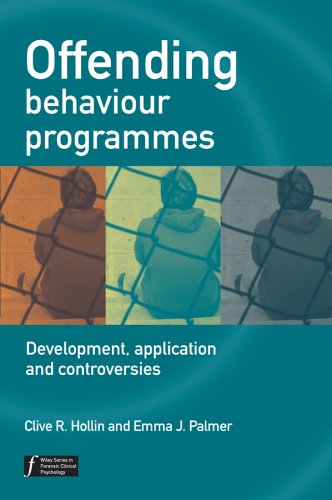 Offending
behaviour
programmes
Development, application
and controversies
Clive R. Hollin and Emma J. Palmer
f
Wiley Series in
Forensic Clinical
Psychology